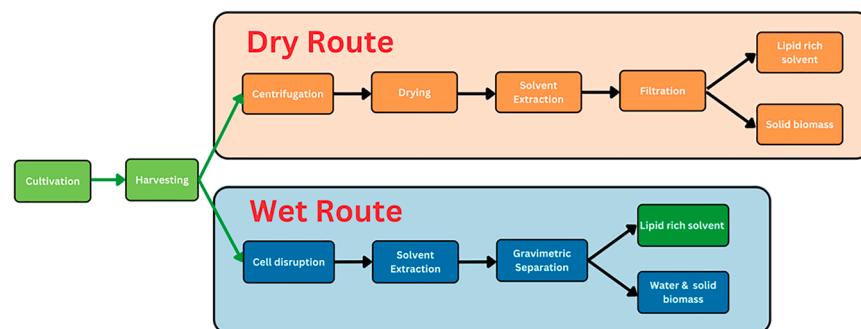 Dry Route
Centrifugation
Drying
Solvent
Extraction
Filtration
Lipid rich
solvent
Solid biomass
Cultivation
Harvesting
Wet Route
Cell disruption
Solvent
Extraction
Gravimetric
Separation
Lipid rich solvent
Water & solid
biomass